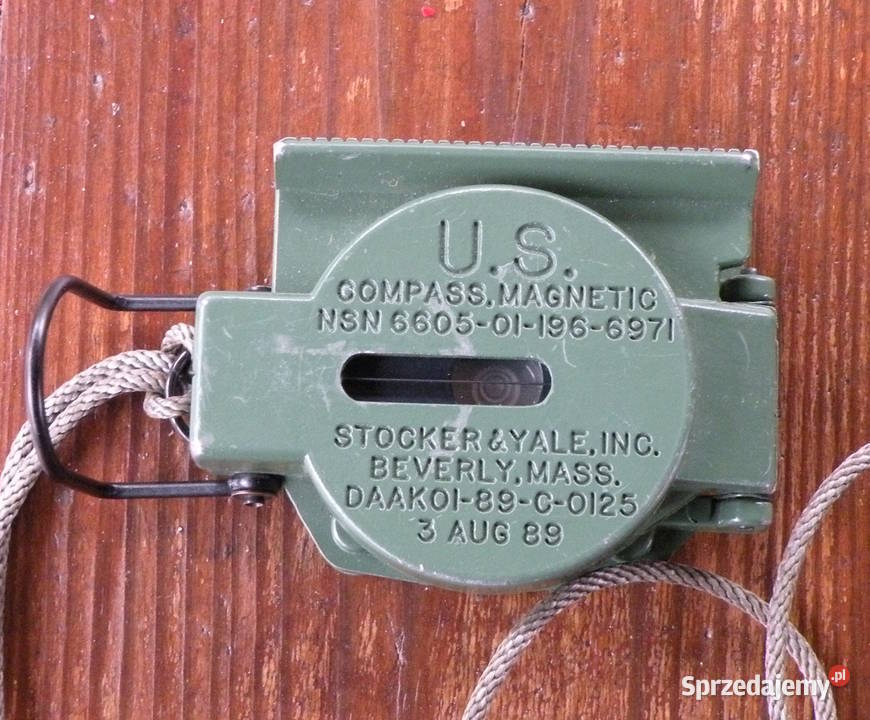 U.S.
COMPASS, MAGNETIC
NSN 6605-01-196-6971
STOCKER & YALE, INC.
BEVERLY, MASS.
DAAK01-89-C-0125
3 AUG 89
Sprzedajemy.pl